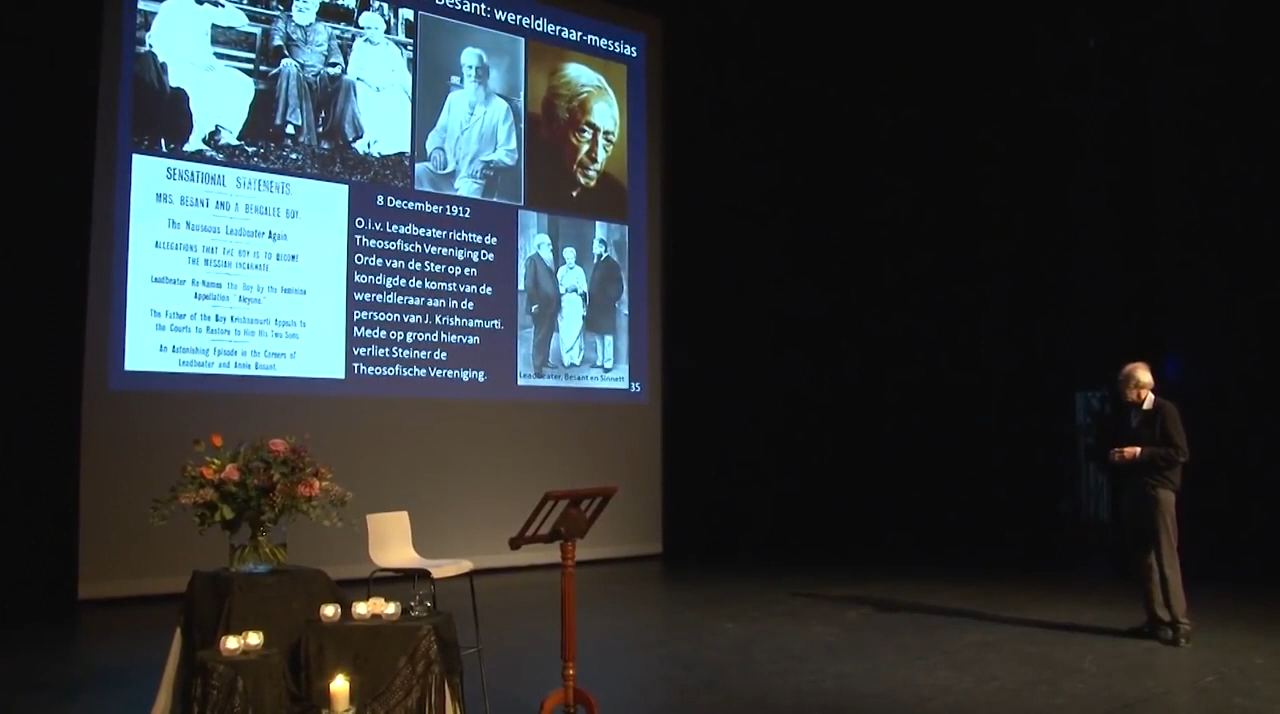 Besant: wereldleraar-messias
SENSATIONAL STATEMENTS.
MRS. BESANT AND A BENGALEE BOY.
The Nauseous Leadbeater Again.
ALLEGATIONS THAT THE BOY IS TO BECOME
THE MESSIAH INCARNATE
Leadbeater Re-Names the Boy by the Feminine
Appellation "Alcyone."
The Father of the Boy Krishnamurti Appeals to
the Courts to Restore to Him His Two Sons.
An Astonishing Episode in the Careers of
Leadbeater and Annie Besant.
8 December 1912
O.i.v. Leadbeater richtte de
Theosofisch Vereniging De
Orde van de Ster op en
kondigde de komst van de
wereldleraar aan in de
persoon van J. Krishnamurti.
Mede op grond hiervan
verliet Steiner de
Theosofische Vereniging.
Leadbeater, Besant en Sinnett
35